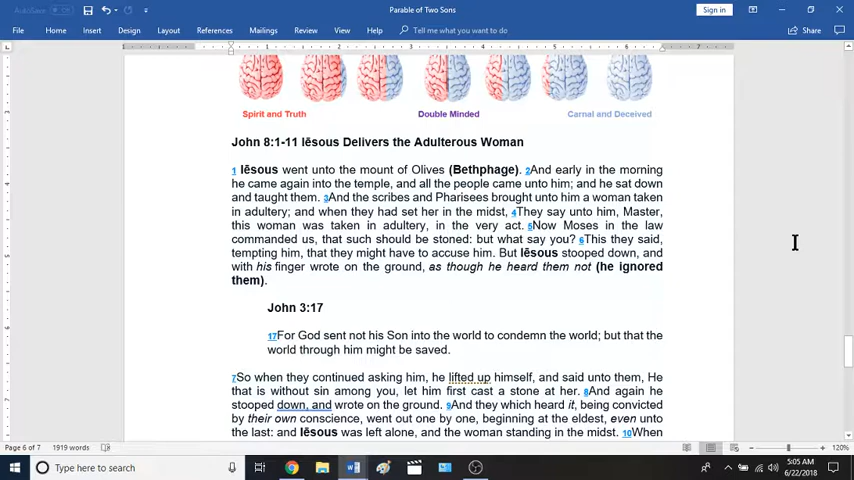 AutoSave
Off
Parable of Two Sons
Sign in
File Home Insert Design Layout References Mailings Review View Help Tell me what you want to do Share
1 2 3 4 5 6
Spirit and Truth Double Minded Carnal and Deceived
John 8:1-11 Iēsous Delivers the Adulterous Woman
1 Iēsous went unto the mount of Olives (Bethphage). 2And early in the morning
he came again into the temple, and all the people came unto him; and he sat down
and taught them. 3And the scribes and Pharisees brought unto him a woman taken
in adultery; and when they had set her in the midst, 4They say unto him, Master,
this woman was taken in adultery, in the very act. 5Now Moses in the law
commanded us, that such should be stoned: but what say you? 6This they said,
tempting him, that they might have to accuse him. But Iēsous stooped down, and
with his finger wrote on the ground, as though he heard them not (he ignored
them).
John 3:17
17For God sent not his Son into the world to condemn the world; but that the
world through him might be saved.
7So when they continued asking him, he lifted up himself, and said unto them, He
that is without sin among you, let him first cast a stone at her. 8And again he
stooped down, and wrote on the ground. 9And they which heard it, being convicted
by their own conscience, went out one by one, beginning at the eldest, even unto
the last: and Iēsous was left alone, and the woman standing in the midst. 10When
Page 6 of 7 1919 words 120%
Type here to search
5:05 AM
6/22/2018